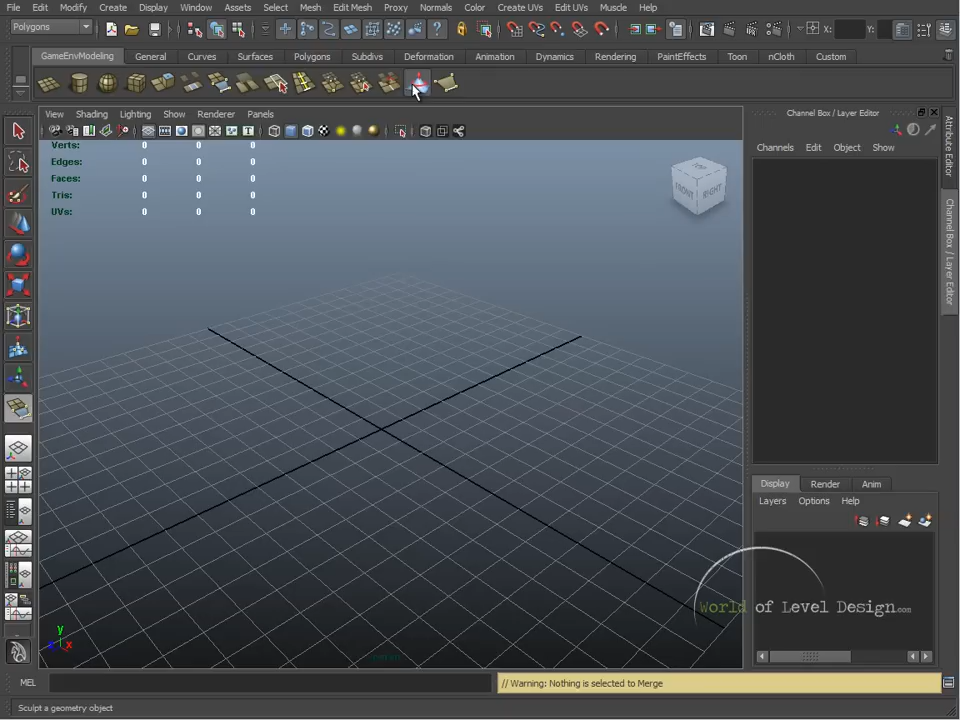 File Edit Modify Create Display Window Assets Select Mesh Edit Mesh Proxy Normals Color Create UVs Edit UVs Muscle Help
Polygons X: Y:
GameEnvModeling General Curves Surfaces Polygons Subdivs Deformation Animation Dynamics Rendering PaintEffects Toon nCloth Custom
View Shading Lighting Show Renderer Panels
Channel Box / Layer Editor
Channels Edit Object Show
Attribute Editor
Channel Box / Layer Editor
Verts: 0 0 0
Edges: 0 0 0
Faces: 0 0 0
Tris: 0 0 0
UVs: 0 0 0
TOP
FRONT RIGHT
Display Render Anim
Layers Options Help
World of Level Design.com
y
z x
persp
MEL // Warning: Nothing is selected to Merge
Sculpt a geometry object